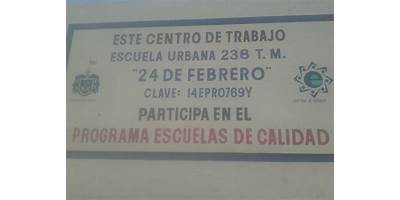 ESTE CENTRO DE TRABAJO
ESCUELA URBANA 238 T. M.
"24 DE FEBRERO"
CLAVE: 14EPR0769Y
PARTICIPA EN EL
PROGRAMA ESCUELAS DE CALIDAD